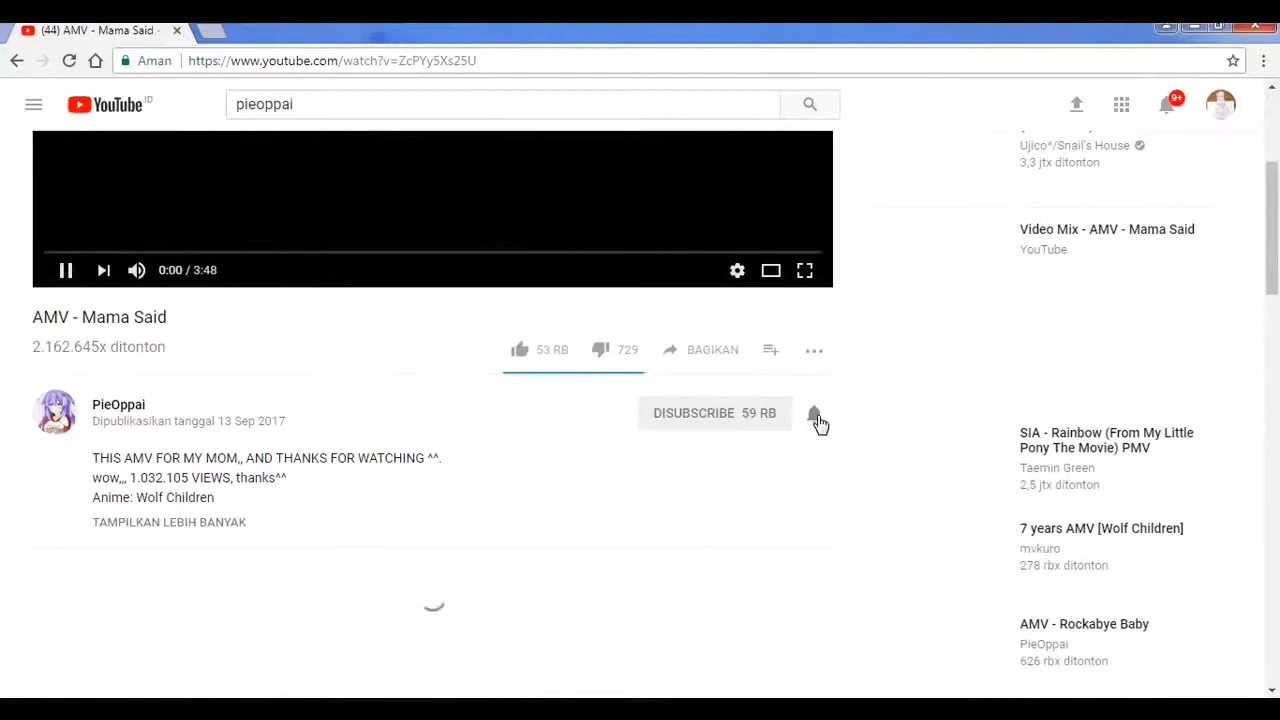 (44) AMV - Mama Said -
Aman
https://www.youtube.com/watch?v=ZcPYy5Xs25U
YouTube ID
pieoppai
9+
0:00 / 3:48
AMV - Mama Said
2.162.645x ditonton
53 RB
729
BAGIKAN
PieOppai
Dipublikasikan tanggal 13 Sep 2017
DISUBSCRIBE 59 RB
THIS AMV FOR MY MOM,, AND THANKS FOR WATCHING ^^.
wow,,, 1.032.105 VIEWS, thanks^^
Anime: Wolf Children
TAMPILKAN LEBIH BANYAK
Ujico*/Snail's House
3,3 jtx ditonton
Video Mix - AMV - Mama Said
YouTube
SIA - Rainbow (From My Little
Pony The Movie) PMV
Taemin Green
2,5 jtx ditonton
7 years AMV [Wolf Children]
mvkuro
278 rbx ditonton
AMV - Rockabye Baby
PieOppai
626 rbx ditonton